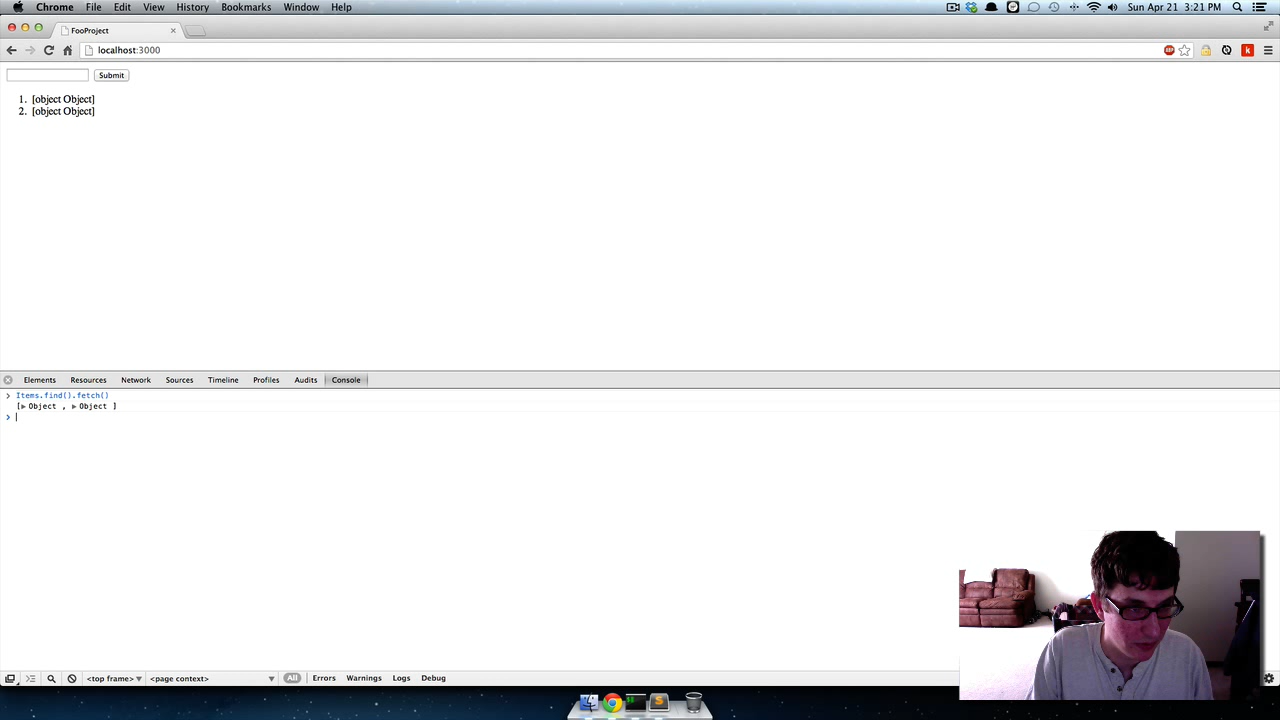 Chrome File Edit View History Bookmarks Window Help Sun Apr 21 3:21 PM
FooProject
localhost:3000
Submit
1. [object Object]
2. [object Object]
Elements Resources Network Sources Timeline Profiles Audits Console
Items.find().fetch()
[▶Object , ▶Object ]
<top frame> <page context> All Errors Warnings Logs Debug